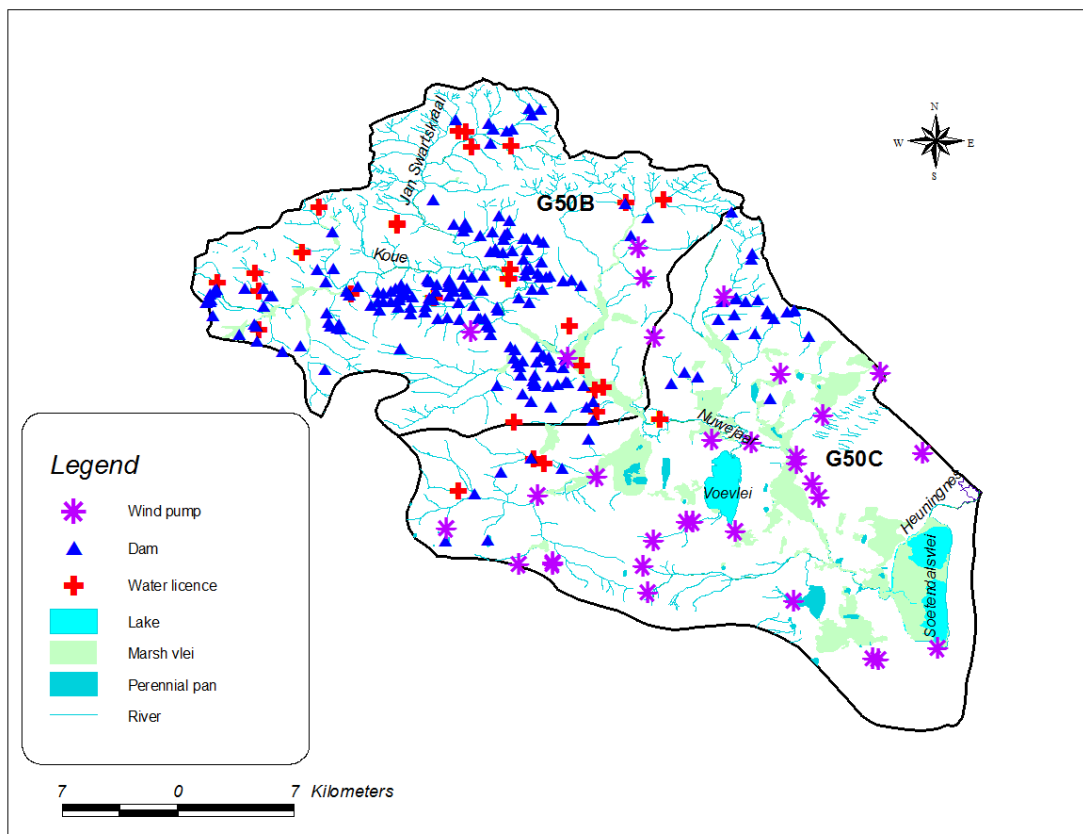 N
W E
S
Jan Swartskraal
G50B
Koue
Nuwejaar
G50C
Voevlei
Heuningnes
Soetendalsvlei
Legend
Wind pump
Dam
Water licence
Lake
Marsh vlei
Perennial pan
River
7 0 7 Kilometers